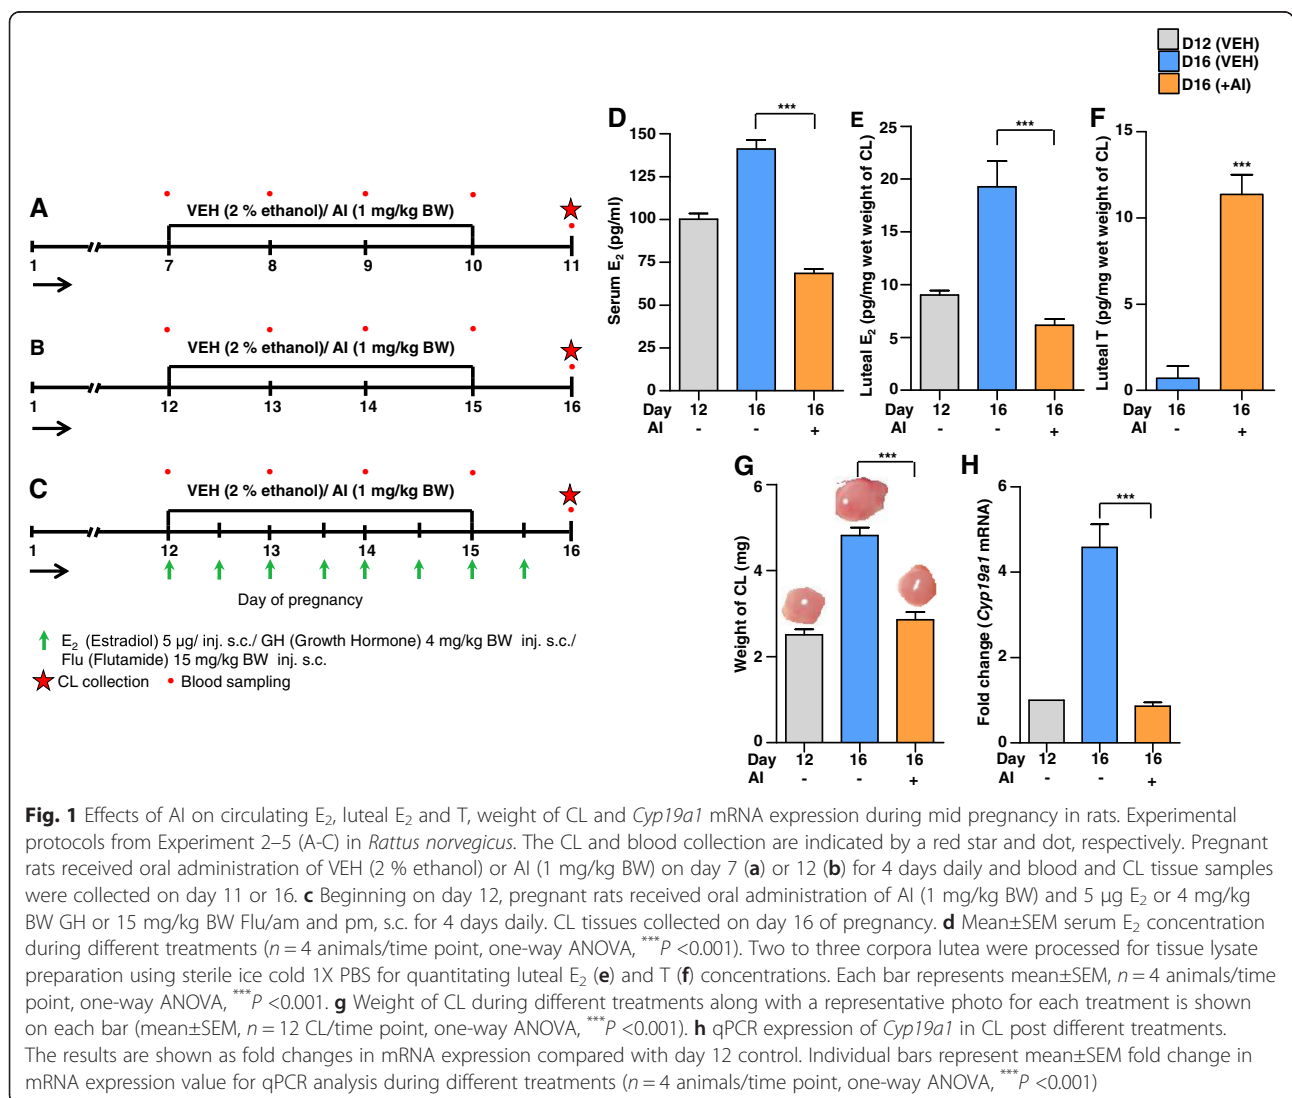 D12 (VEH)
D16 (VEH)
D16 (+AI)
A
VEH (2 % ethanol)/ AI (1 mg/kg BW)
1 7 8 9 10 11
B
VEH (2 % ethanol)/ AI (1 mg/kg BW)
1 12 13 14 15 16
C
VEH (2 % ethanol)/ AI (1 mg/kg BW)
1 12 13 14 15 16
Day of pregnancy
E₂ (Estradiol) 5 µg/ inj. s.c./ GH (Growth Hormone) 4 mg/kg BW inj. s.c./
Flu (Flutamide) 15 mg/kg BW inj. s.c.
CL collection Blood sampling
D
Serum E₂ (pg/ml)
150
125
100
75
50
25
0
***
Day 12 16 16
AI - - +
E
Luteal E₂ (pg/mg wet weight of CL)
25
20
15
10
5
0
***
Day 12 16 16
AI - - +
F
Luteal T (pg/mg wet weight of CL)
15
10
5
0
***
Day 16 16
AI - +
G
Weight of CL (mg)
6
4
2
0
***
Day 12 16 16
AI - - +
H
Fold change (Cyp19a1 mRNA)
6
4
2
0
***
Day 12 16 16
AI - - +
Fig. 1 Effects of AI on circulating E₂, luteal E₂ and T, weight of CL and Cyp19a1 mRNA expression during mid pregnancy in rats. Experimental
protocols from Experiment 2–5 (A-C) in Rattus norvegicus. The CL and blood collection are indicated by a red star and dot, respectively. Pregnant
rats received oral administration of VEH (2 % ethanol) or AI (1 mg/kg BW) on day 7 (a) or 12 (b) for 4 days daily and blood and CL tissue samples
were collected on day 11 or 16. c Beginning on day 12, pregnant rats received oral administration of AI (1 mg/kg BW) and 5 µg E₂ or 4 mg/kg
BW GH or 15 mg/kg BW Flu/am and pm, s.c. for 4 days daily. CL tissues collected on day 16 of pregnancy. d Mean±SEM serum E₂ concentration
during different treatments (n = 4 animals/time point, one-way ANOVA, ***P <0.001). Two to three corpora lutea were processed for tissue lysate
preparation using sterile ice cold 1X PBS for quantitating luteal E₂ (e) and T (f) concentrations. Each bar represents mean±SEM, n = 4 animals/time
point, one-way ANOVA, ***P <0.001. g Weight of CL during different treatments along with a representative photo for each treatment is shown
on each bar (mean±SEM, n = 12 CL/time point, one-way ANOVA, ***P <0.001). h qPCR expression of Cyp19a1 in CL post different treatments.
The results are shown as fold changes in mRNA expression compared with day 12 control. Individual bars represent mean±SEM fold change in
mRNA expression value for qPCR analysis during different treatments (n = 4 animals/time point, one-way ANOVA, ***P <0.001)